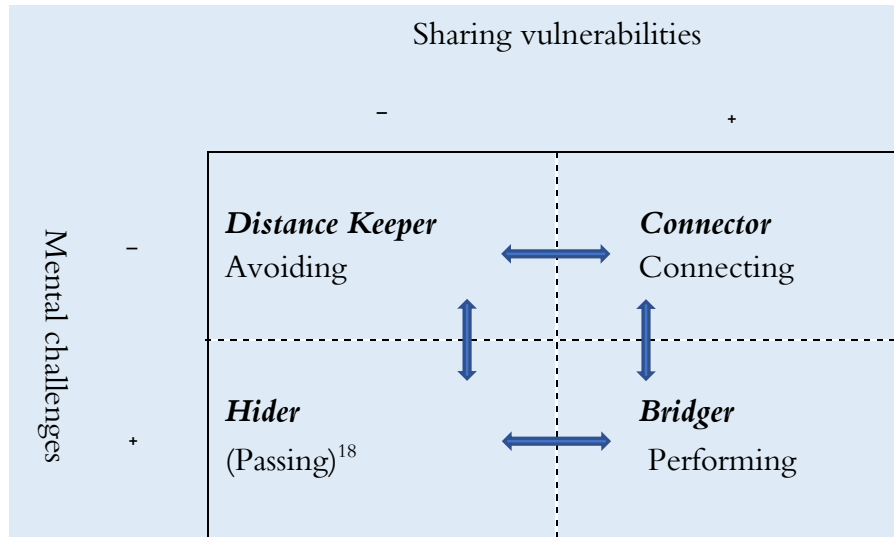 Sharing vulnerabilities
– +
Mental challenges
–
Distance Keeper Connector
Avoiding Connecting
+
Hider Bridger
(Passing)18 Performing